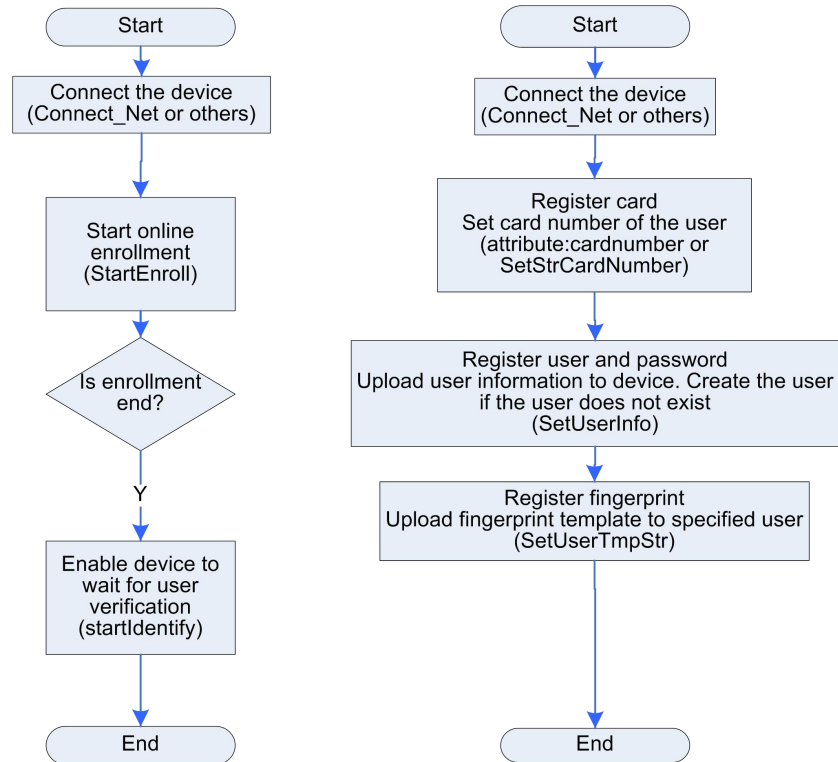 Start
Connect the device
(Connect_Net or others)
Start online
enrollment
(StartEnroll)
Is enrollment
end?
Y
Enable device to
wait for user
verification
(startIdentify)
End
Start
Connect the device
(Connect_Net or others)
Register card
Set card number of the user
(attribute:cardnumber or
SetStrCardNumber)
Register user and password
Upload user information to device. Create the user
if the user does not exist
(SetUserInfo)
Register fingerprint
Upload fingerprint template to specified user
(SetUserTmpStr)
End